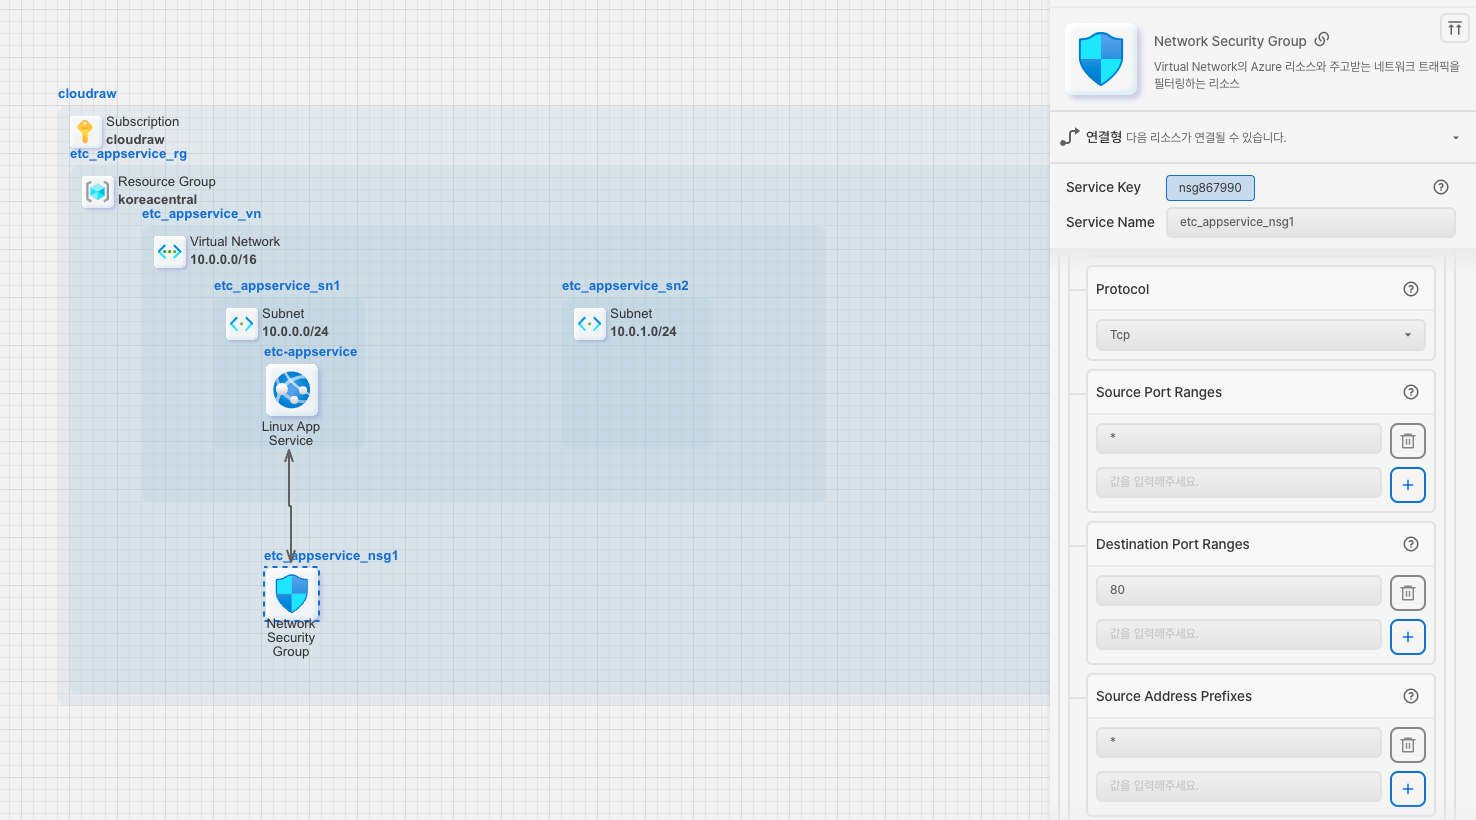 cloudraw
Subscription
cloudraw
etc_appservice_rg
Resource Group
koreacentral
etc_appservice_vn
Virtual Network
10.0.0.0/16
etc_appservice_sn1
Subnet
10.0.0.0/24
etc-appservice
Linux App
Service
etc_appservice_sn2
Subnet
10.0.1.0/24
etc_appservice_nsg1
Network
Security
Group
Network Security Group
Virtual Network의 Azure 리소스와 주고받는 네트워크 트래픽을
필터링하는 리소스
연결형 다음 리소스가 연결될 수 있습니다.
Service Key nsg867990
Service Name etc_appservice_nsg1
Protocol
Tcp
Source Port Ranges
*
값을 입력해주세요.
Destination Port Ranges
80
값을 입력해주세요.
Source Address Prefixes
*
값을 입력해주세요.